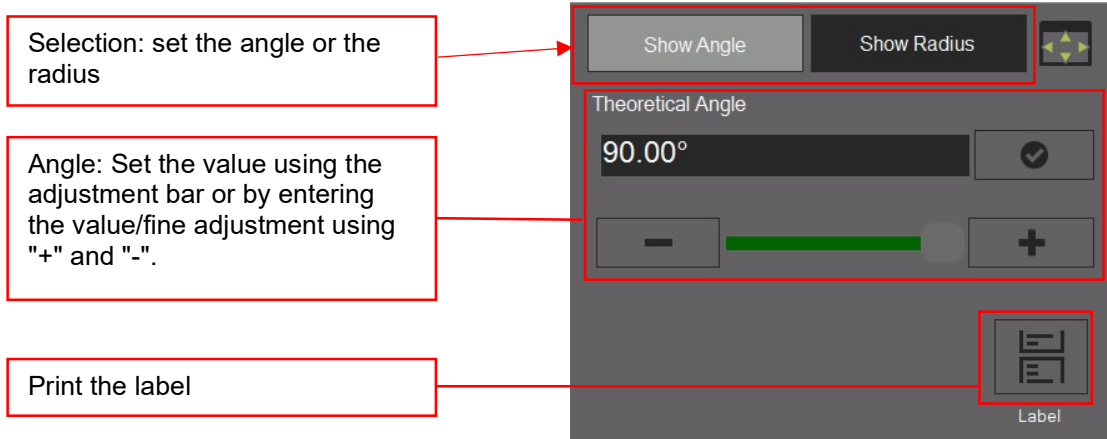 Selection: set the angle or the
radius
Show Angle
Show Radius
Theoretical Angle
90.00°
Angle: Set the value using the
adjustment bar or by entering
the value/fine adjustment using
"+" and "-".
Print the label
Label